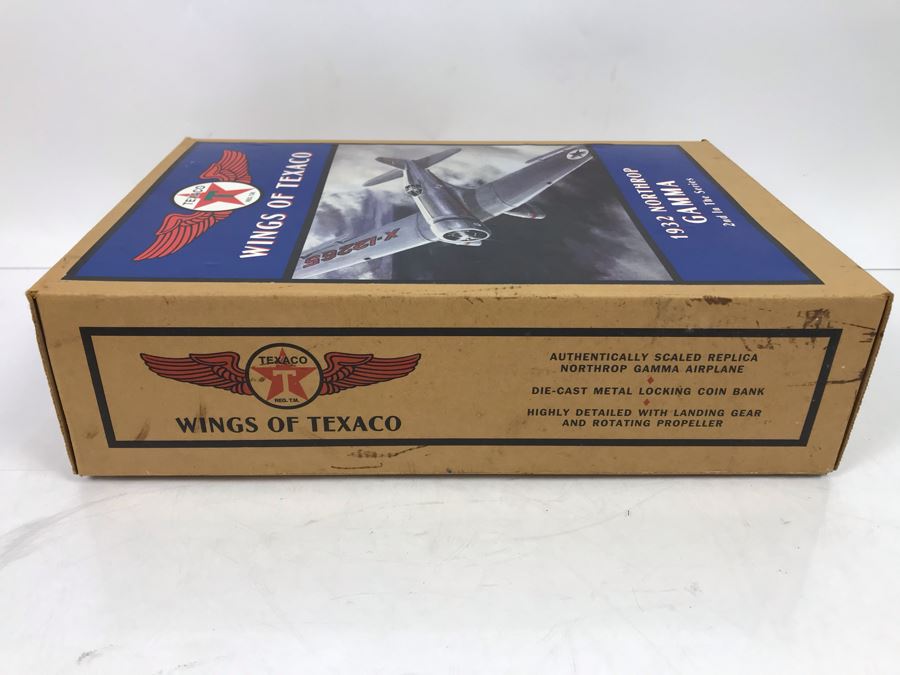 TEXACO
T
REG. T.M.
WINGS OF TEXACO
X-12265
1932 NORTHROP
GAMMA
2nd In The Series
TEXACO
T
REG. T.M.
WINGS OF TEXACO
AUTHENTICALLY SCALED REPLICA
NORTHROP GAMMA AIRPLANE
DIE-CAST METAL LOCKING COIN BANK
HIGHLY DETAILED WITH LANDING GEAR
AND ROTATING PROPELLER